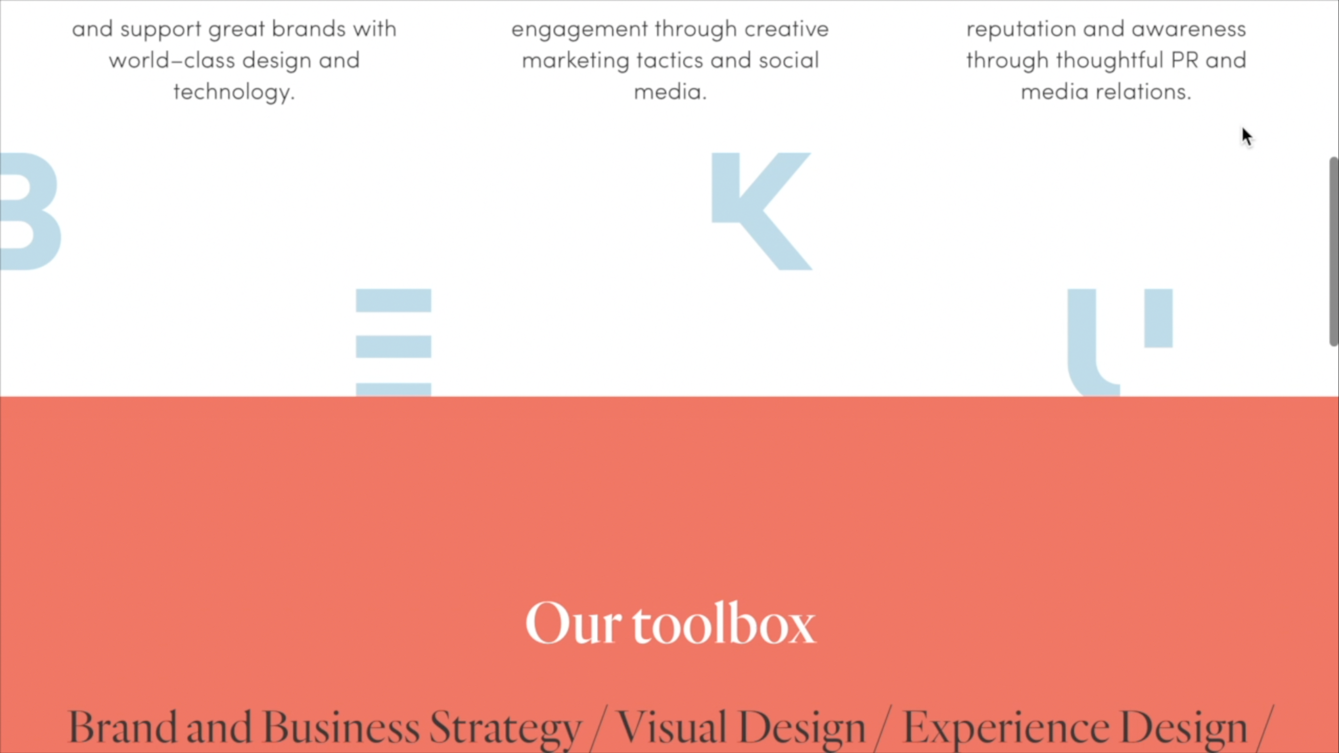 and support great brands with
world–class design and
technology.
engagement through creative
marketing tactics and social
media.
reputation and awareness
through thoughtful PR and
media relations.
B
K
E
U
Our toolbox
Brand and Business Strategy / Visual Design / Experience Design /